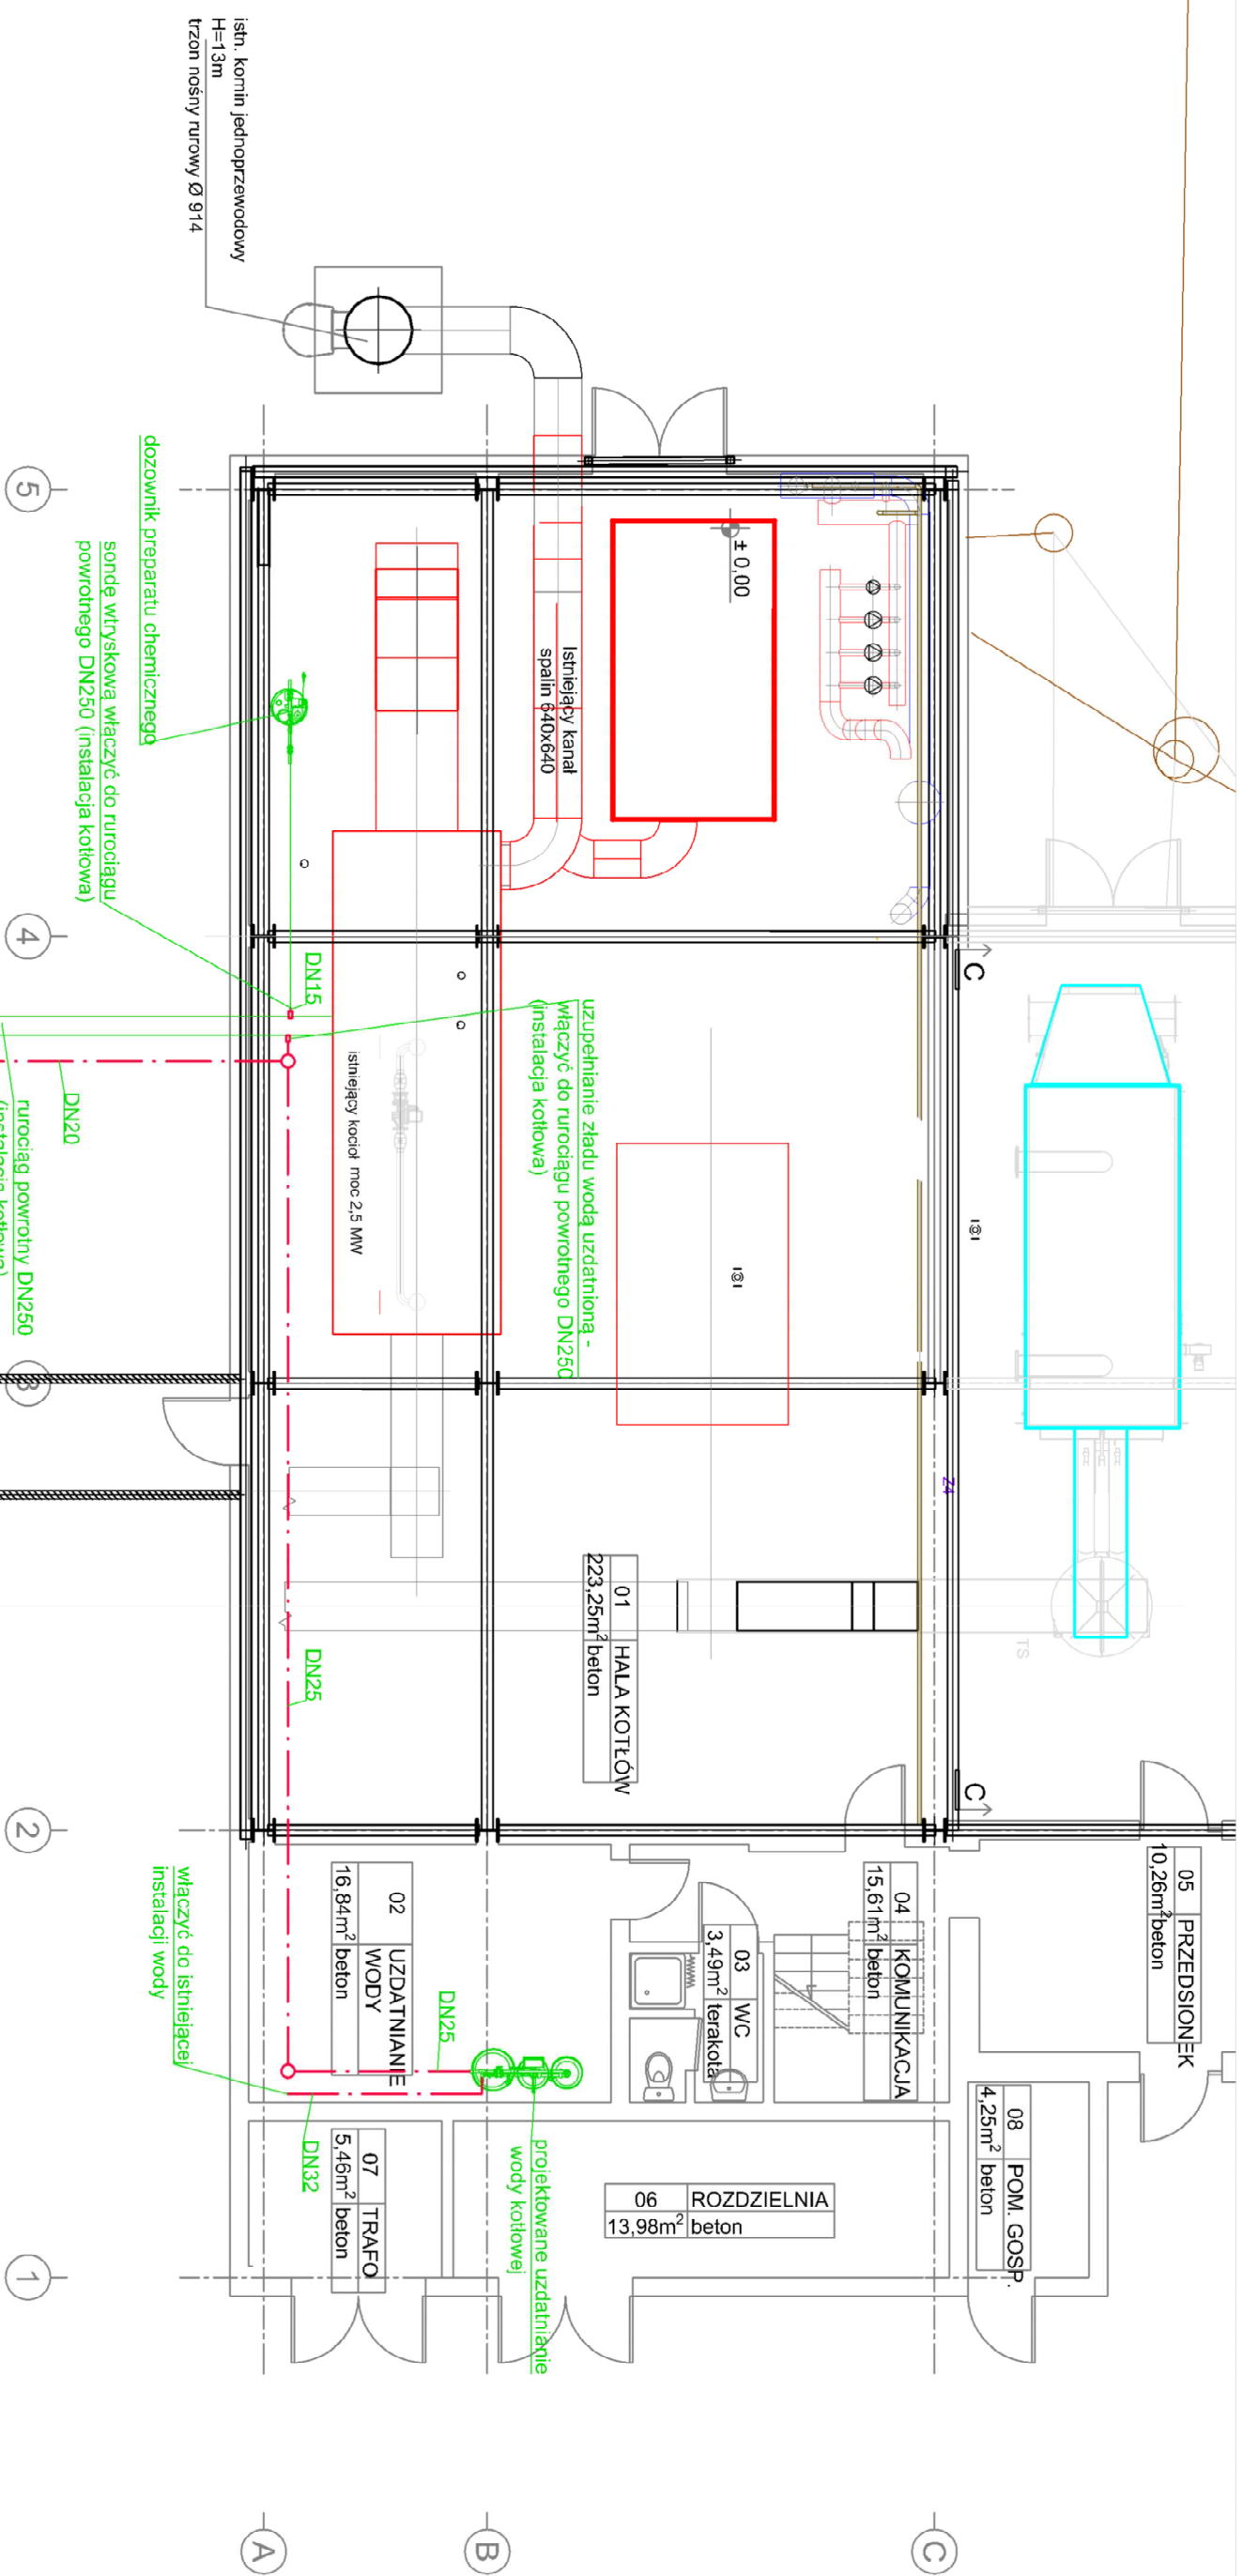 istn. komin jednoprzewodowy
H=13m
trzon nośny rurowy Ø 914
dozownik preparatu chemicznego
sondę wtryskową włączyć do rurociągu
powrotnego DN250 (instalacja kotłowa)
± 0,00
Istniejący kanał
spalin 640x640
5
4
3
2
1
A
B
C
C
C
DN15
DN20
rurociąg powrotny DN250
(instalacja kotłowa)
uzupełnianie zładu wodą uzdatnioną -
włączyć do rurociągu powrotnego DN250
(instalacja kotłowa)
istniejący kocioł moc 2,5 MW
Z4
TS
01 HALA KOTŁÓW
223,25m² beton
DN25
włączyć do istniejącej
instalacji wody
02 UZDATNIANIE
WODY
16,84m² beton
DN25
DN32
03 WC
3,49m² terakota
04 KOMUNIKACJA
15,61m² beton
05 PRZEDSIONEK
10,26m² beton
06 ROZDZIELNIA
13,98m² beton
07 TRAFO
5,46m² beton
08 POM. GOSP.
4,25m² beton
projektowane uzdatnianie
wody kotłowej